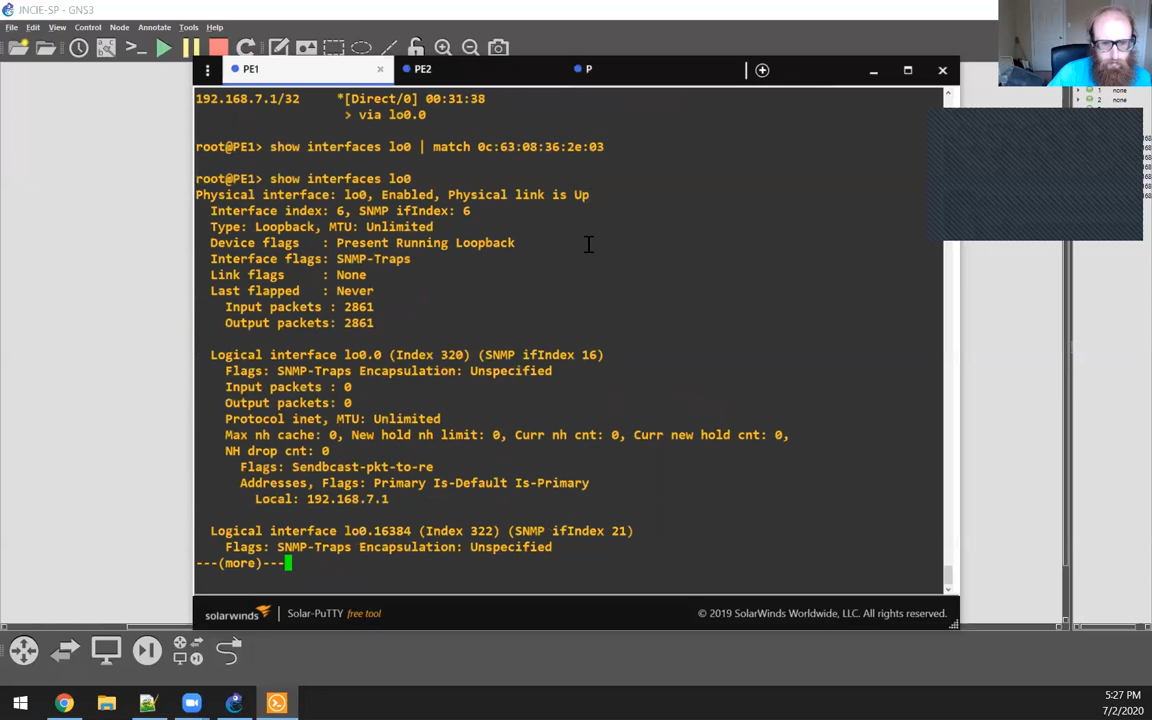 JNCIE-SP - GNS3
File Edit View Control Node Annotate Tools Help
PE1
PE2
P
192.168.7.1/32     *[Direct/0] 00:31:38
> via lo0.0
root@PE1> show interfaces lo0 | match 0c:63:08:36:2e:03
root@PE1> show interfaces lo0
Physical interface: lo0, Enabled, Physical link is Up
Interface index: 6, SNMP ifIndex: 6
Type: Loopback, MTU: Unlimited
Device flags   : Present Running Loopback
Interface flags: SNMP-Traps
Link flags     : None
Last flapped   : Never
Input packets : 2861
Output packets: 2861
Logical interface lo0.0 (Index 320) (SNMP ifIndex 16)
Flags: SNMP-Traps Encapsulation: Unspecified
Input packets : 0
Output packets: 0
Protocol inet, MTU: Unlimited
Max nh cache: 0, New hold nh limit: 0, Curr nh cnt: 0, Curr new hold cnt: 0,
NH drop cnt: 0
Flags: Sendbcast-pkt-to-re
Addresses, Flags: Primary Is-Default Is-Primary
Local: 192.168.7.1
Logical interface lo0.16384 (Index 322) (SNMP ifIndex 21)
Flags: SNMP-Traps Encapsulation: Unspecified
---(more)---
solarwinds Solar-PuTTY free tool
© 2019 SolarWinds Worldwide, LLC. All rights reserved.
1 none
2 none
5:27 PM
7/2/2020